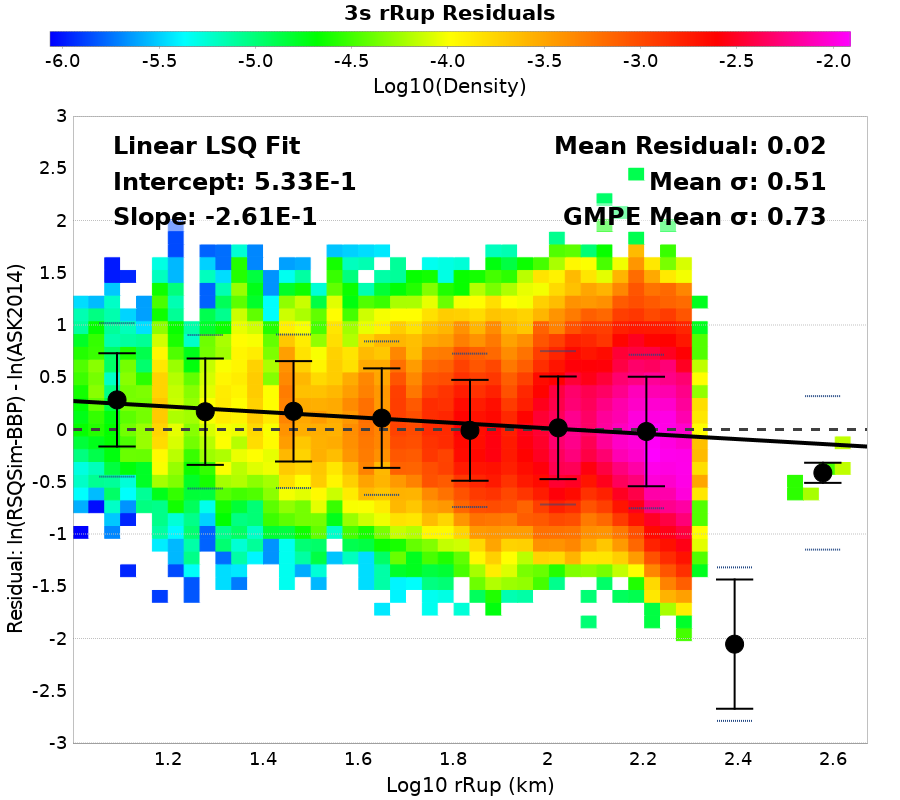 3s rRup Residuals
-6.0 -5.5 -5.0 -4.5 -4.0 -3.5 -3.0 -2.5 -2.0
Log10(Density)
Linear LSQ Fit
Intercept: 5.33E-1
Slope: -2.61E-1
Mean Residual: 0.02
Mean σ: 0.51
GMPE Mean σ: 0.73
Residual: ln(RSQSim-BBP) - ln(ASK2014)
3
2.5
2
1.5
1
0.5
0
-0.5
-1
-1.5
-2
-2.5
-3
1.2 1.4 1.6 1.8 2 2.2 2.4 2.6
Log10 rRup (km)